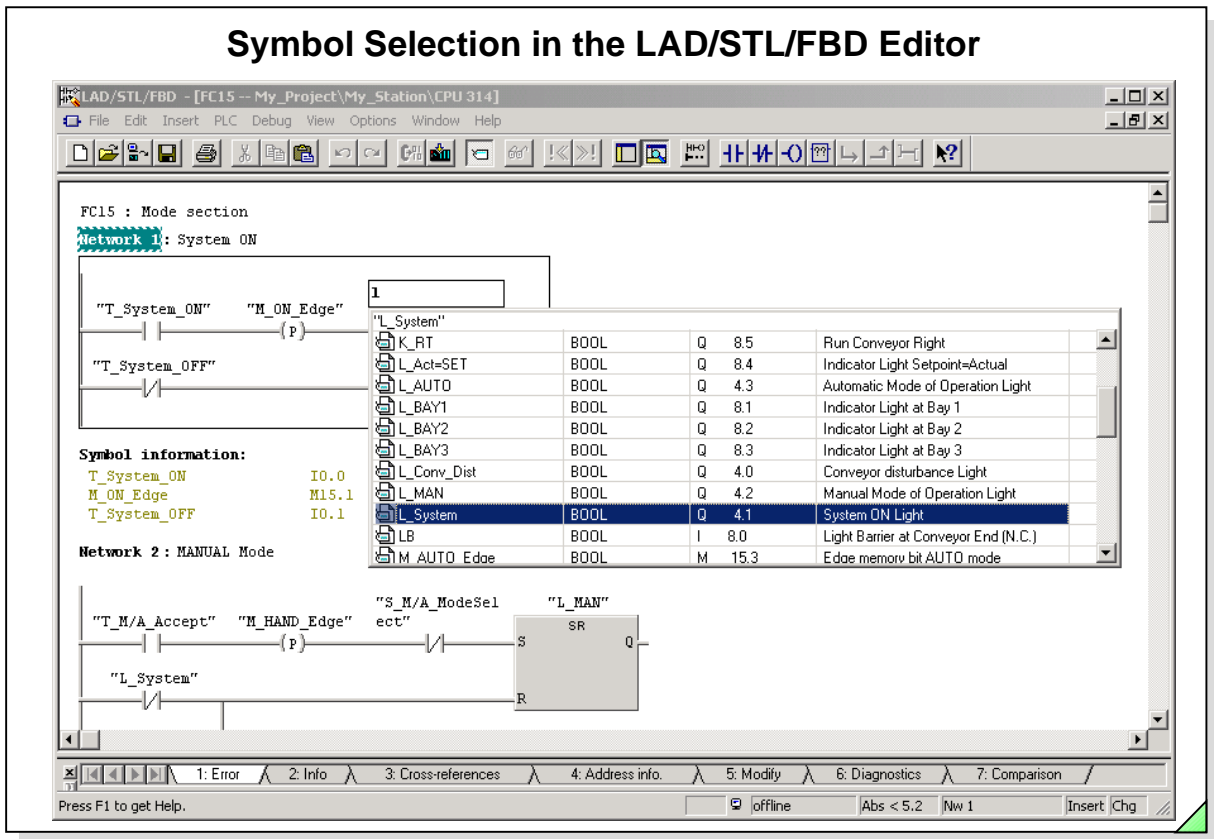 Symbol Selection in the LAD/STL/FBD Editor
LAD/STL/FBD - [FC15 -- My_Project\My_Station\CPU 314]
File Edit Insert PLC Debug View Options Window Help
FC15 : Mode section
Network 1: System ON
l
"T_System_ON" "M_ON_Edge"
(P)
"L_System"
K_RT BOOL Q 8.5 Run Conveyor Right
L_Act=SET BOOL Q 8.4 Indicator Light Setpoint=Actual
"T_System_OFF"
L_AUTO BOOL Q 4.3 Automatic Mode of Operation Light
L_BAY1 BOOL Q 8.1 Indicator Light at Bay 1
L_BAY2 BOOL Q 8.2 Indicator Light at Bay 2
L_BAY3 BOOL Q 8.3 Indicator Light at Bay 3
L_Conv_Dist BOOL Q 4.0 Conveyor disturbance Light
L_MAN BOOL Q 4.2 Manual Mode of Operation Light
L_System BOOL Q 4.1 System ON Light
LB BOOL I 8.0 Light Barrier at Conveyor End (N.C.)
M_AUTO_Edge BOOL M 15.3 Edge memory bit AUTO mode
Symbol information:
T_System_ON I0.0
M_ON_Edge M15.1
T_System_OFF I0.1
Network 2 : MANUAL Mode
"T_M/A_Accept" "M_HAND_Edge" "S_M/A_ModeSel
ect" "L_MAN"
SR
(P) S Q
"L_System"
R
1: Error 2: Info 3: Cross-references 4: Address info. 5: Modify 6: Diagnostics 7: Comparison
Press F1 to get Help. offline Abs < 5.2 Nw 1 Insert Chg